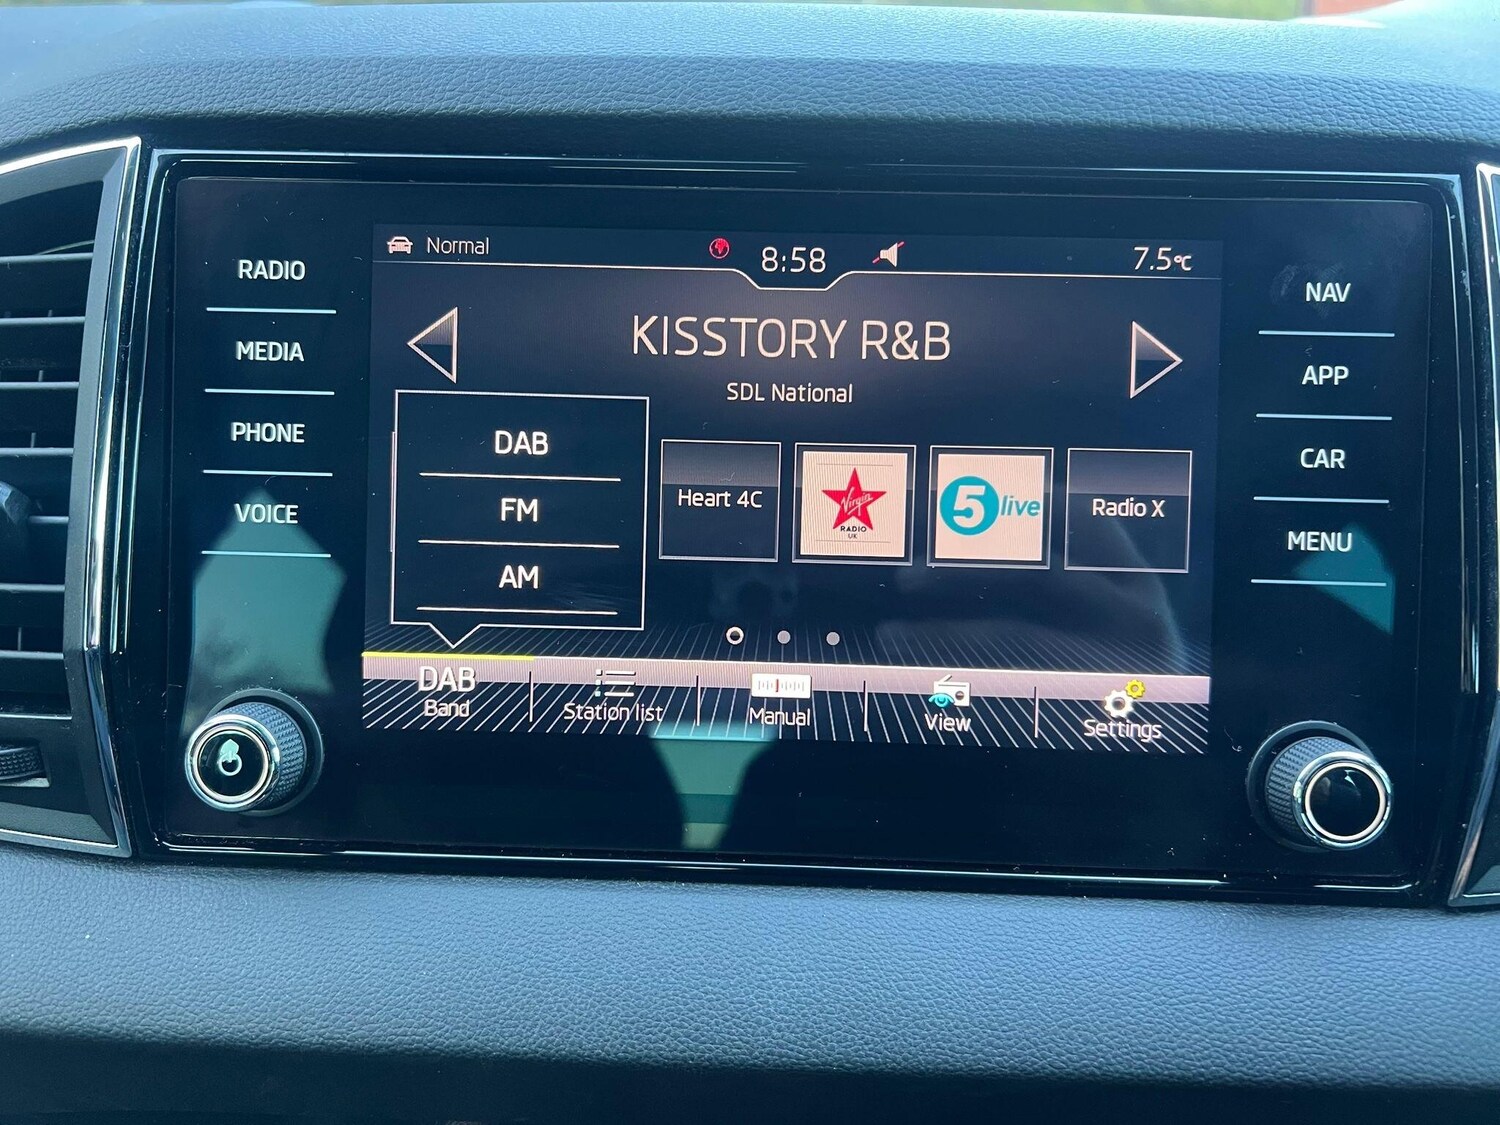 Normal
8:58
7.5°C
RADIO
MEDIA
PHONE
VOICE
KISSTORY R&B
SDL National
DAB
FM
AM
Heart 4C
Virgin
RADIO
UK
5 live
Radio X
DAB
Band
Station list
Manual
View
Settings
NAV
APP
CAR
MENU